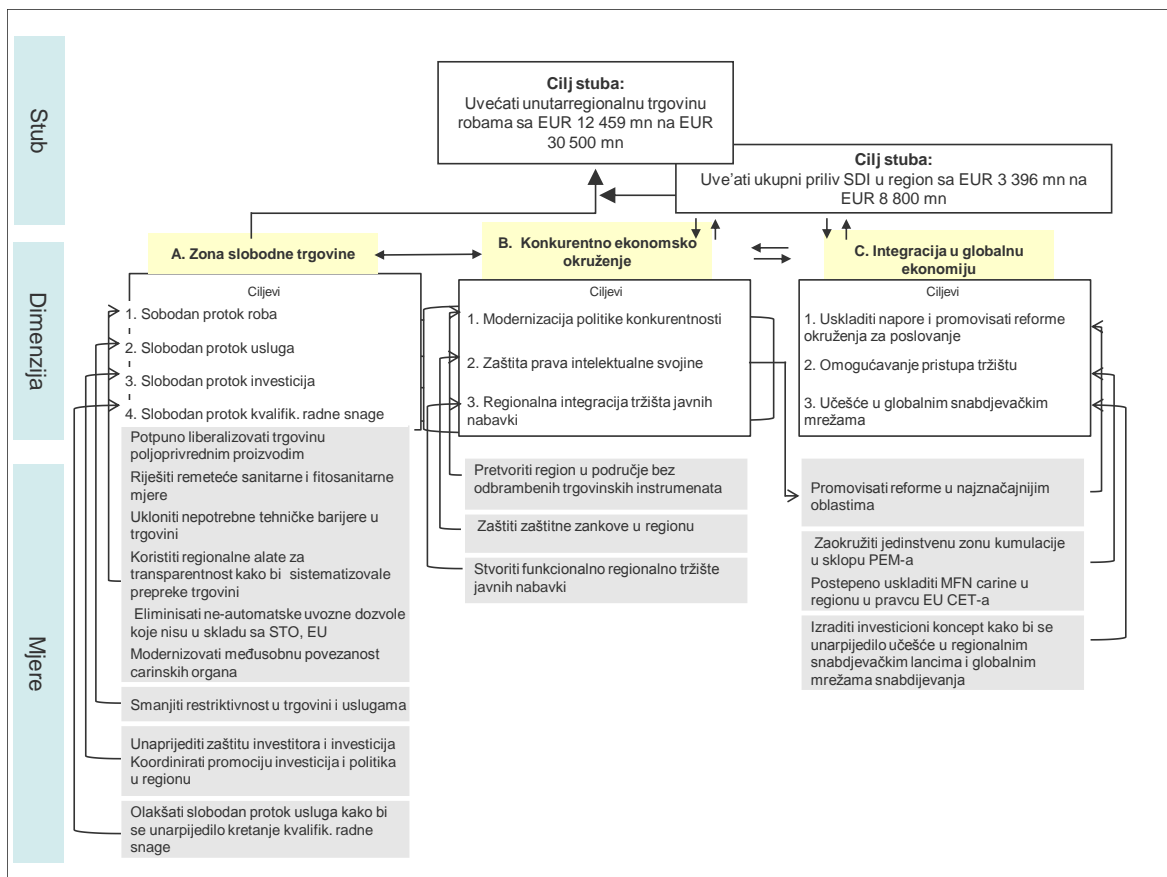 Stub
Cilj stuba:
Uvećati unutarregionalnu trgovinu
robama sa EUR 12 459 mn na EUR
30 500 mn
Cilj stuba:
Uve'ati ukupni priliv SDI u region sa EUR 3 396 mn na
EUR 8 800 mn
Dimenzija
A. Zona slobodne trgovine
Ciljevi
1. Sobodan protok roba
2. Slobodan protok usluga
3. Slobodan protok investicija
4. Slobodan protok kvalifik. radne snage
B. Konkurentno ekonomsko
okruženje
Ciljevi
1. Modernizacija politike konkurentnosti
2. Zaštita prava intelektualne svojine
3. Regionalna integracija tržišta javnih
nabavki
C. Integracija u globalnu
ekonomiju
Ciljevi
1. Uskladiti napore i promovisati reforme
okruženja za poslovanje
2. Omogućavanje pristupa tržištu
3. Učešće u globalnim snabdjevačkim
mrežama
Mjere
Potpuno liberalizovati trgovinu
poljoprivrednim proizvodim
Riješiti remeteće sanitarne i fitosanitarne
mjere
Ukloniti nepotrebne tehničke barijere u
trgovini
Koristiti regionalne alate za
transparentnost kako bi sistematizovale
prepreke trgovini
Eliminisati ne-automatske uvozne dozvole
koje nisu u skladu sa STO, EU
Modernizovati međusobnu povezanost
carinskih organa
Smanjiti restriktivnost u trgovini i uslugama
Unaprijediti zaštitu investitora i investicija
Koordinirati promociju investicija i politika
u regionu
Olakšati slobodan protok usluga kako bi
se unarpijedilo kretanje kvalifik. radne
snage
Pretvoriti region u područje bez
odbrambenih trgovinskih instrumenata
Zaštiti zaštitne zankove u regionu
Stvoriti funkcionalno regionalno tržište
javnih nabavki
Promovisati reforme u najznačajnijim
oblastima
Zaokružiti jedinstvenu zonu kumulacije
u sklopu PEM-a
Postepeno uskladiti MFN carine u
regionu u pravcu EU CET-a
Izraditi investicioni koncept kako bi se
unarpijedilo učešće u regionalnim
snabdjevačkim lancima i globalnim
mrežama snabdijevanja